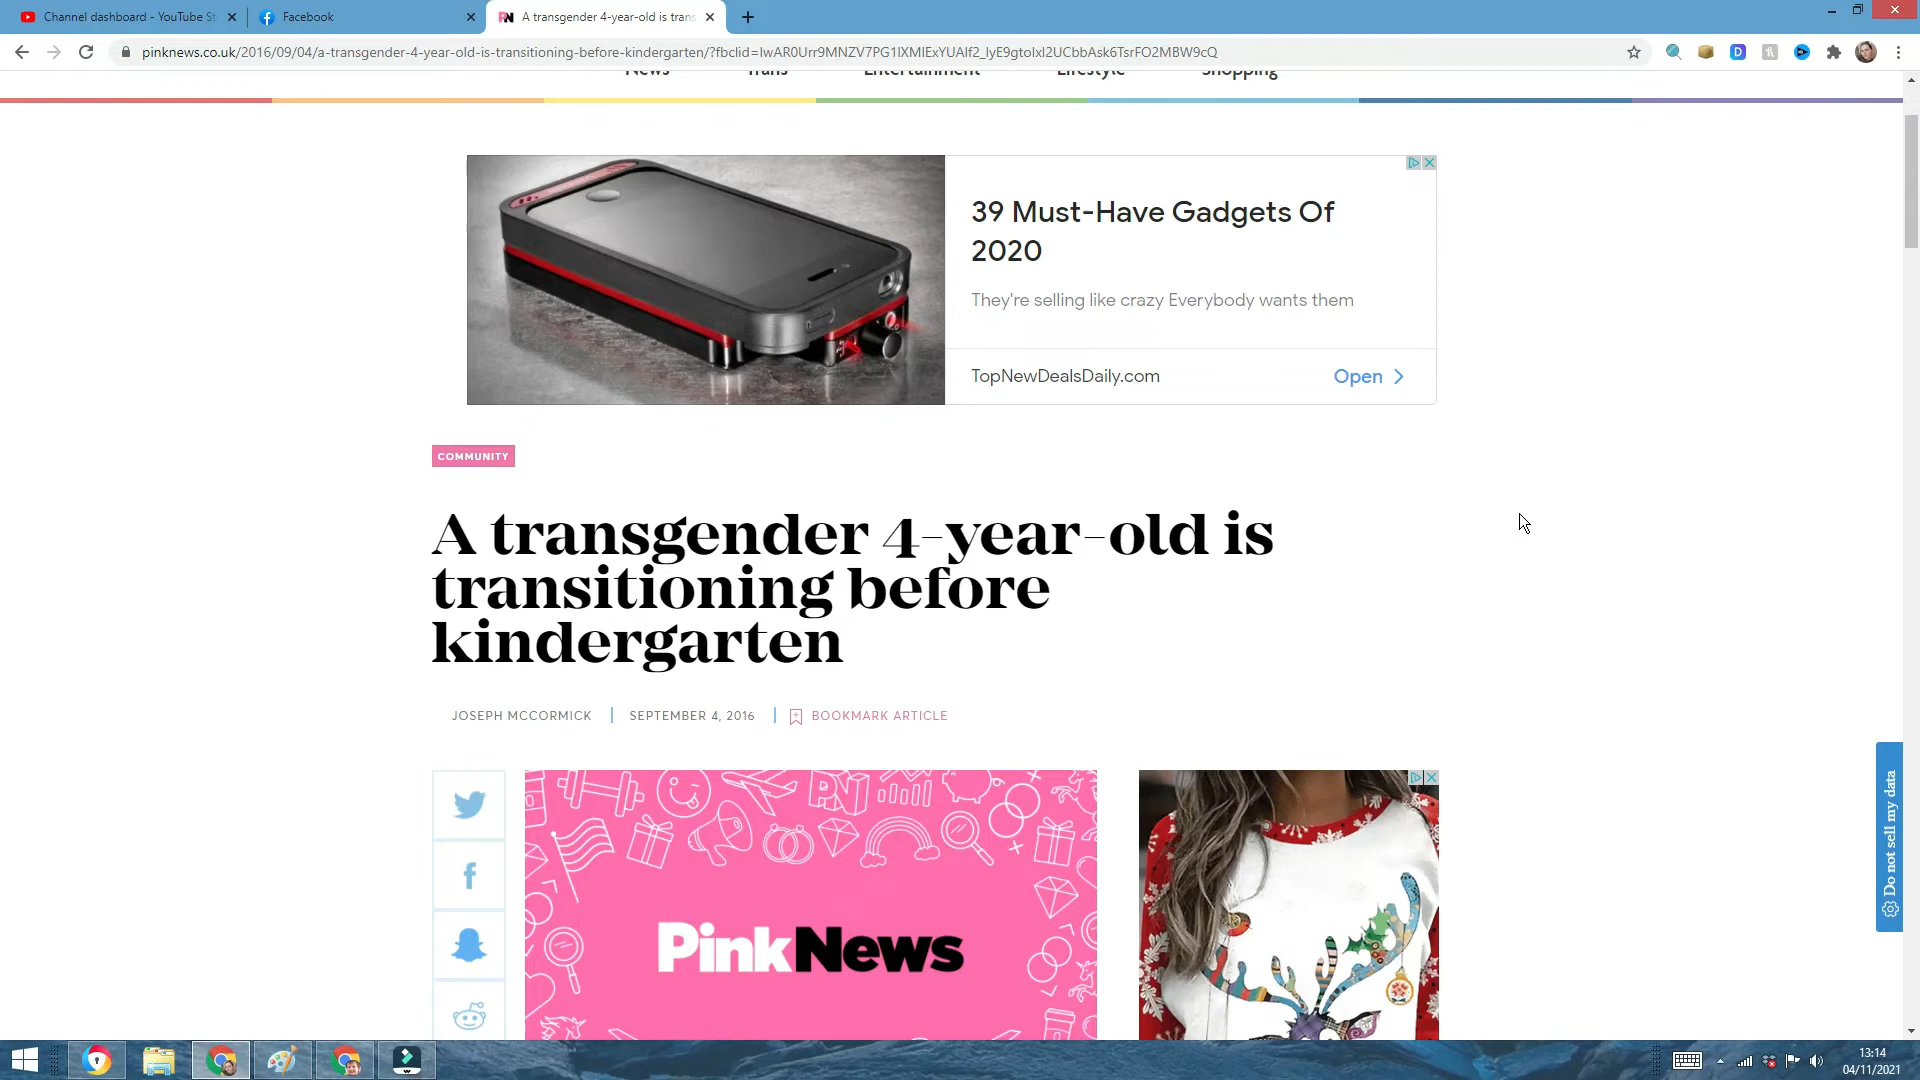 Channel dashboard - YouTube St
Facebook
A transgender 4-year-old is trans
pinknews.co.uk/2016/09/04/a-transgender-4-year-old-is-transitioning-before-kindergarten/?fbclid=IwAR0Urr9MNZV7PG1IXMIExYUAIf2_lyE9gtoIxI2UCbbAsk6TsrFO2MBW9cQ
News Trans Entertainment Lifestyle Shopping
39 Must-Have Gadgets Of
2020
They're selling like crazy Everybody wants them
TopNewDealsDaily.com
Open
COMMUNITY
A transgender 4-year-old is
transitioning before
kindergarten
JOSEPH MCCORMICK
SEPTEMBER 4, 2016
BOOKMARK ARTICLE
PN
PinkNews
Do not sell my data
13:14
04/11/2021